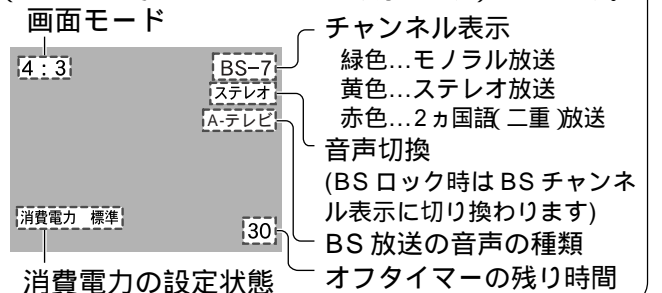 画面モード
4:3
BS-7
ステレオ
A-テレビ
消費電力 標準
30
消費電力の設定状態
チャンネル表示
緑色…モノラル放送
黄色…ステレオ放送
赤色…2ヵ国語(二重)放送
音声切換
(BSロック時はBSチャンネ
ル表示に切り換わります)
BS放送の音声の種類
オフタイマーの残り時間